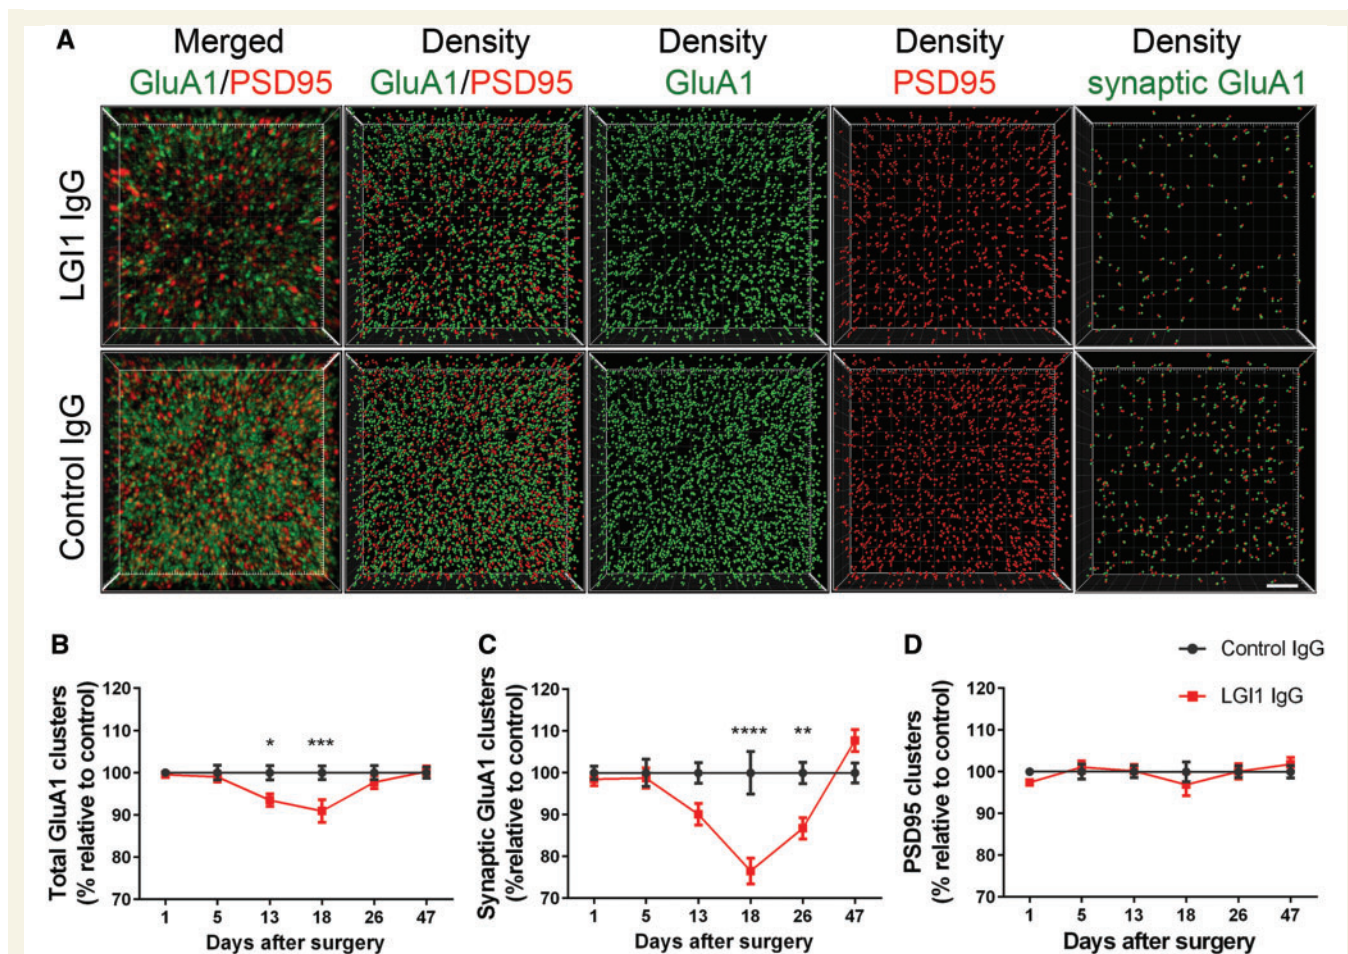 A
Merged Density Density Density Density
GluA1/PSD95 GluA1/PSD95 GluA1 PSD95 synaptic GluA1
LGI1 IgG
Control IgG
B
Total GluA1 clusters
(% relative to control)
120
110
100
90
80
70
* ***
1 5 13 18 26 47
Days after surgery
C
Synaptic GluA1 clusters
(%relative to control)
120
110
100
90
80
70
**** **
1 5 13 18 26 47
Days after surgery
D
Control IgG
LGI1 IgG
PSD95 clusters
(% relative to control)
120
110
100
90
80
70
1 5 13 18 26 47
Days after surgery